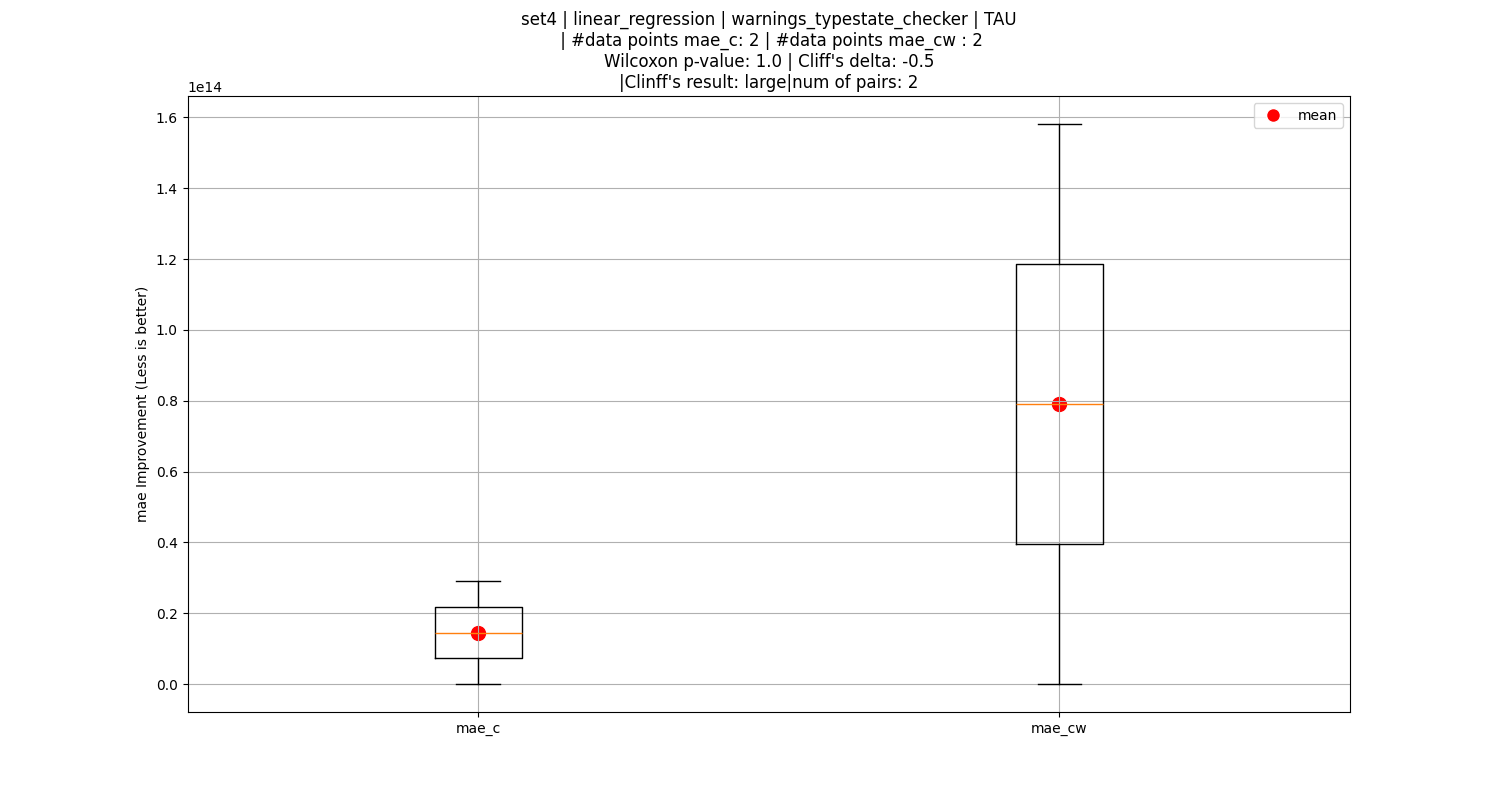 set4 | linear_regression | warnings_typestate_checker | TAU
| #data points mae_c: 2 | #data points mae_cw : 2
Wilcoxon p-value: 1.0 | Cliff's delta: -0.5
|Clinff's result: large|num of pairs: 2
1e14
mean
1.6
1.4
1.2
1.0
0.8
0.6
0.4
0.2
0.0
mae Improvement (Less is better)
mae_c
mae_cw